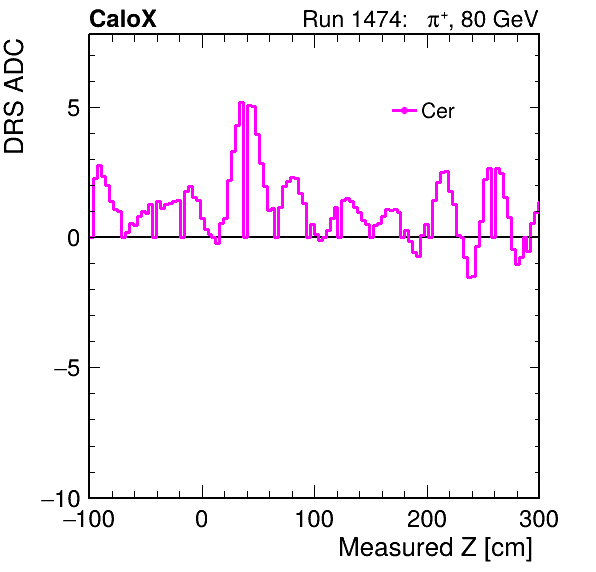 CaloX Run 1474: π⁺, 80 GeV
DRS ADC
Cer
5
0
−5
−10
−100 0 100 200 300
Measured Z [cm]